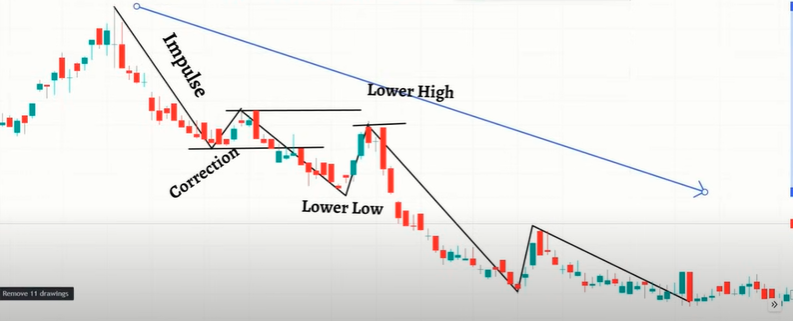 Impulse
Lower High
Correction
Lower Low
Remove 11 drawings